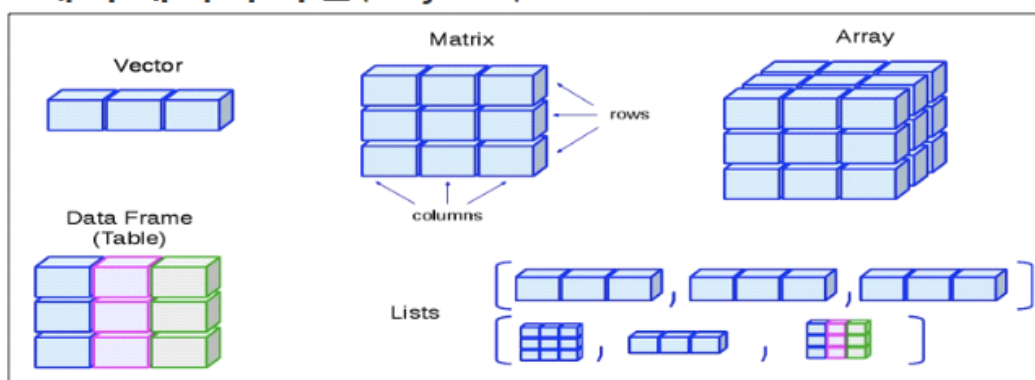 Vector
Matrix
Array
rows
columns
Data Frame
(Table)
Lists